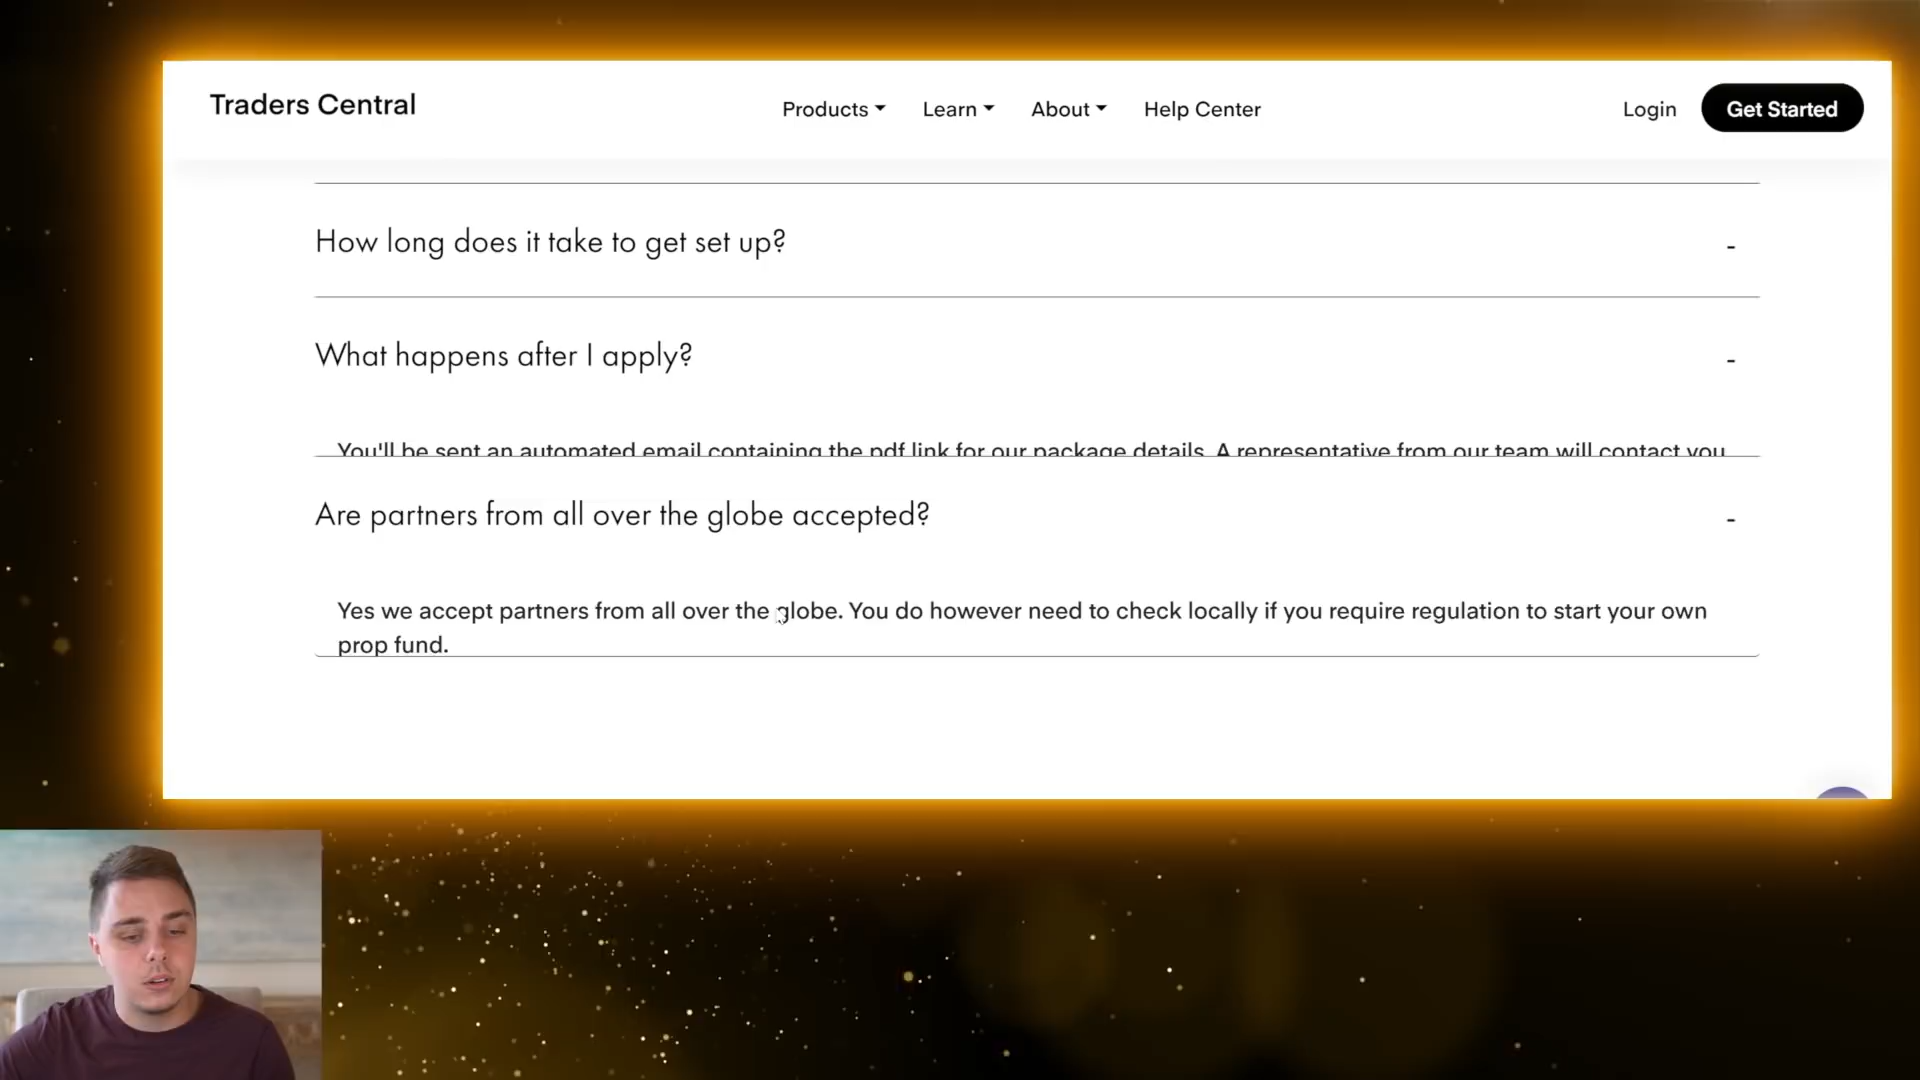 Traders Central
Products
Learn
About
Help Center
Login
Get Started
How long does it take to get set up?
-
What happens after I apply?
-
You'll be sent an automated email containing the pdf link for our package details. A representative from our team will contact you
Are partners from all over the globe accepted?
-
Yes we accept partners from all over the globe. You do however need to check locally if you require regulation to start your own
prop fund.